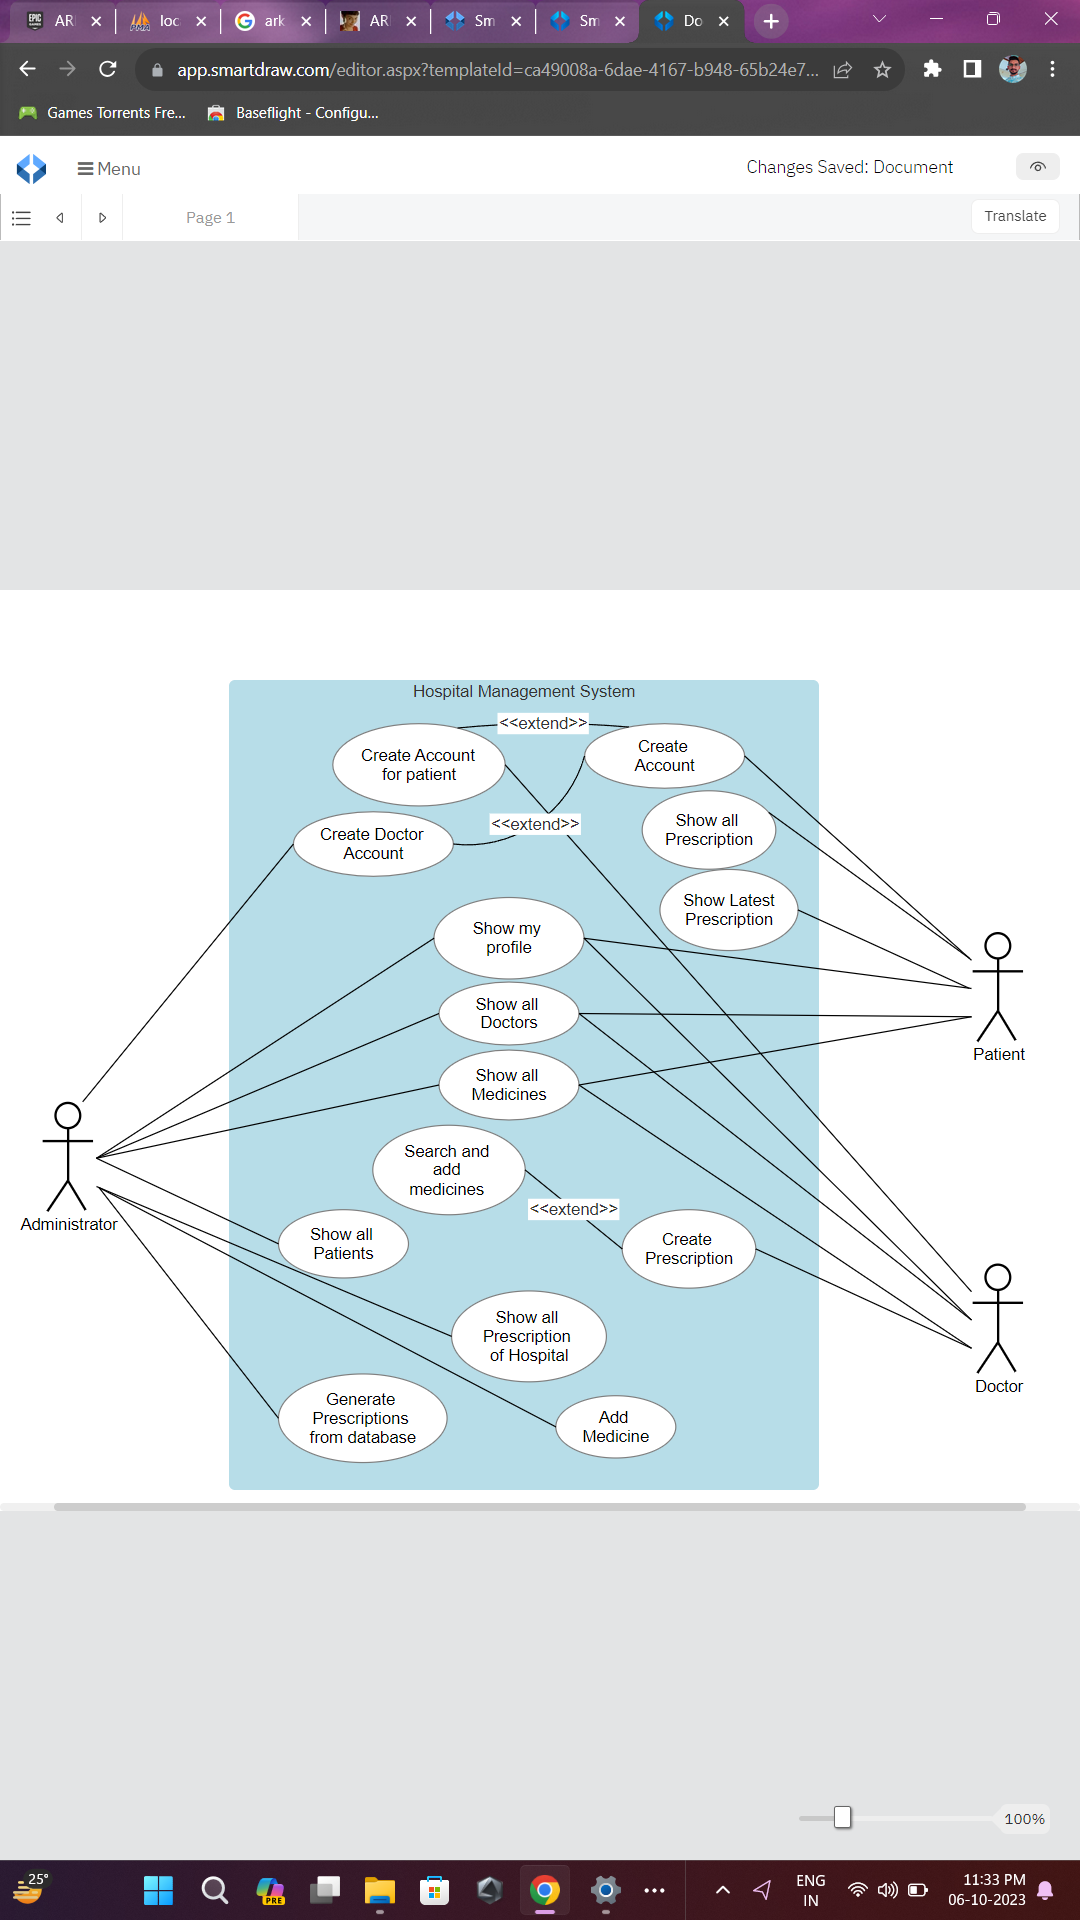 EPIC
GAMES
AR
PMA
loc
ark
AR
Sm
Sm
Do
app.smartdraw.com/editor.aspx?templateId=ca49008a-6dae-4167-b948-65b24e7...
Games Torrents Fre...
Baseflight - Configu...
Menu
Changes Saved: Document
Page 1
Translate
Hospital Management System
<<extend>>
Create Account
for patient
Create
Account
Show all
Prescription
<<extend>>
Create Doctor
Account
Show Latest
Prescription
Show my
profile
Show all
Doctors
Patient
Show all
Medicines
Search and
add
medicines
<<extend>>
Administrator
Show all
Patients
Create
Prescription
Show all
Prescription
of Hospital
Doctor
Generate
Prescriptions
from database
Add
Medicine
100%
25°
PRE
ENG
IN
11:33 PM
06-10-2023